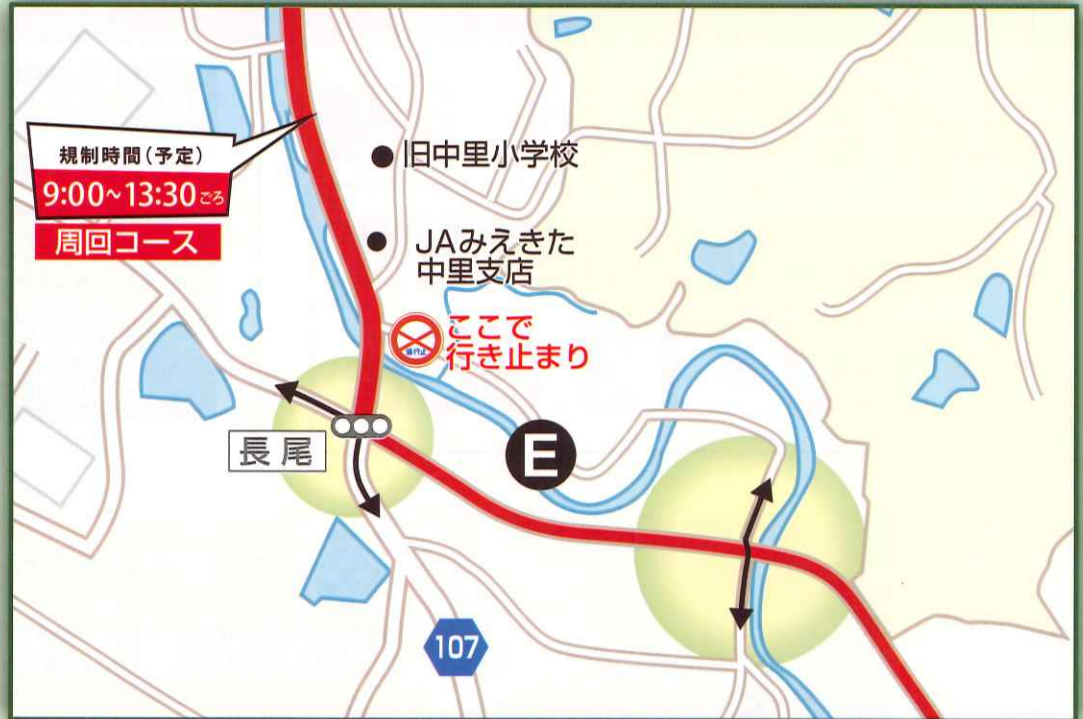 規制時間(予定)
9:00~13:30ごろ
周回コース
旧中里小学校
JAみえきた
中里支店
ここで
行き止まり
長尾
E
107